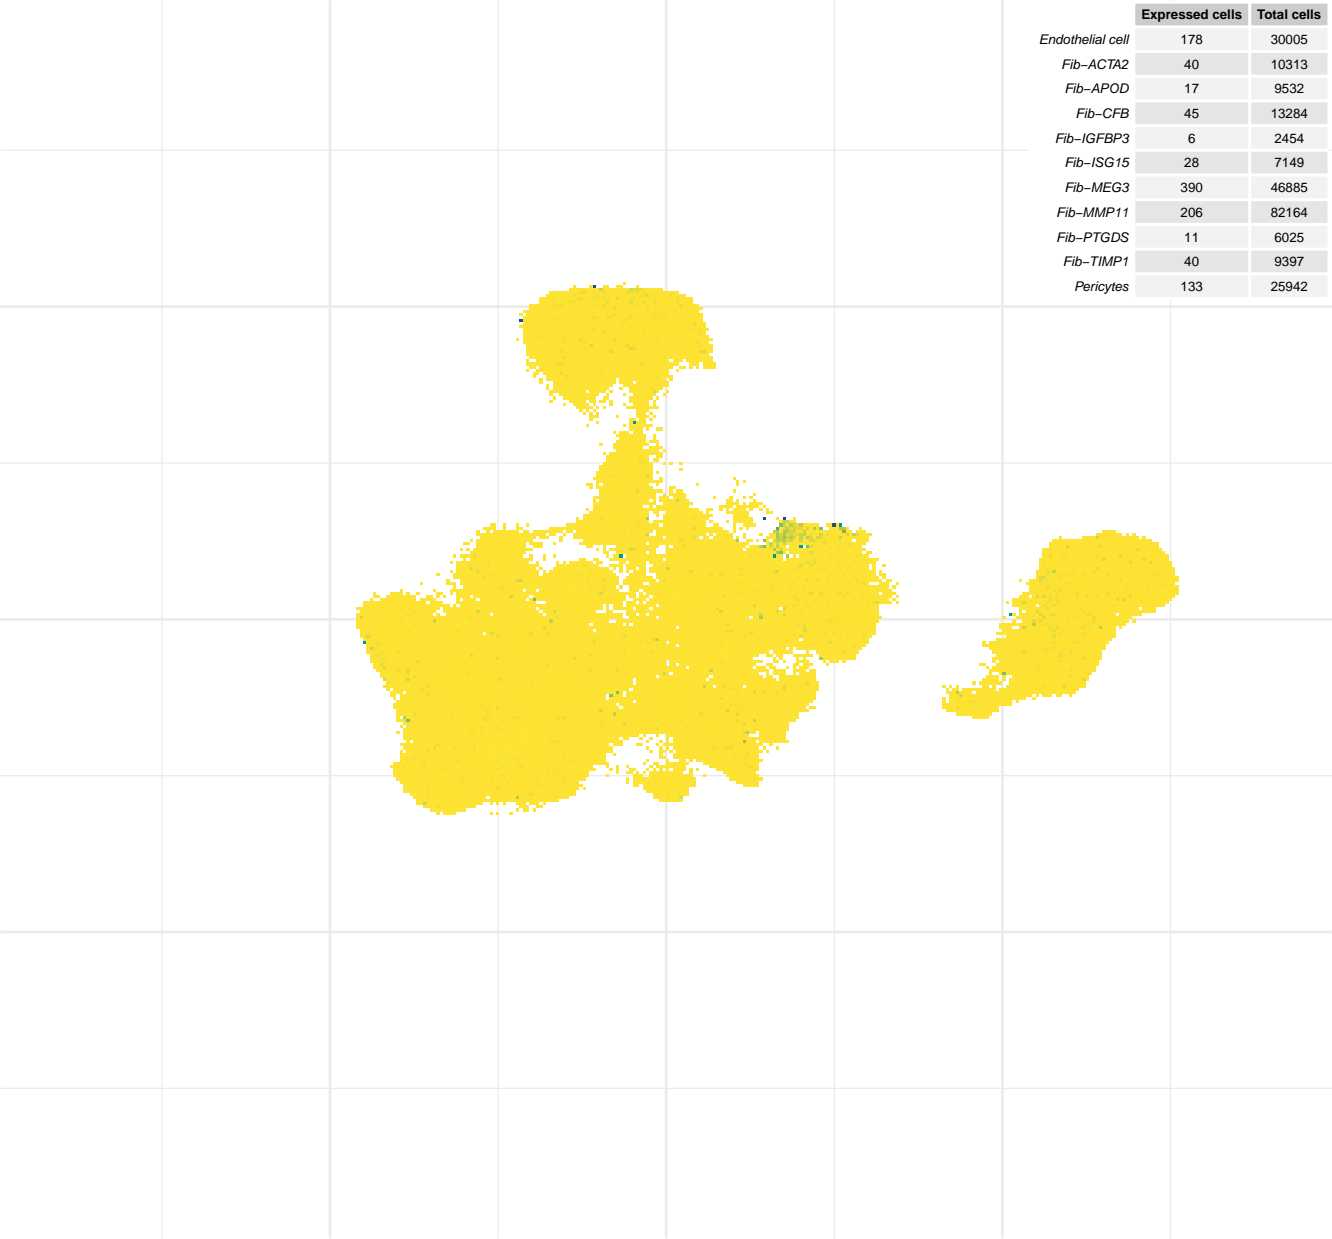 Expressed cells Total cells
Endothelial cell 178 30005
Fib−ACTA2 40 10313
Fib−APOD 17 9532
Fib−CFB 45 13284
Fib−IGFBP3 6 2454
Fib−ISG15 28 7149
Fib−MEG3 390 46885
Fib−MMP11 206 82164
Fib−PTGDS 11 6025
Fib−TIMP1 40 9397
Pericytes 133 25942